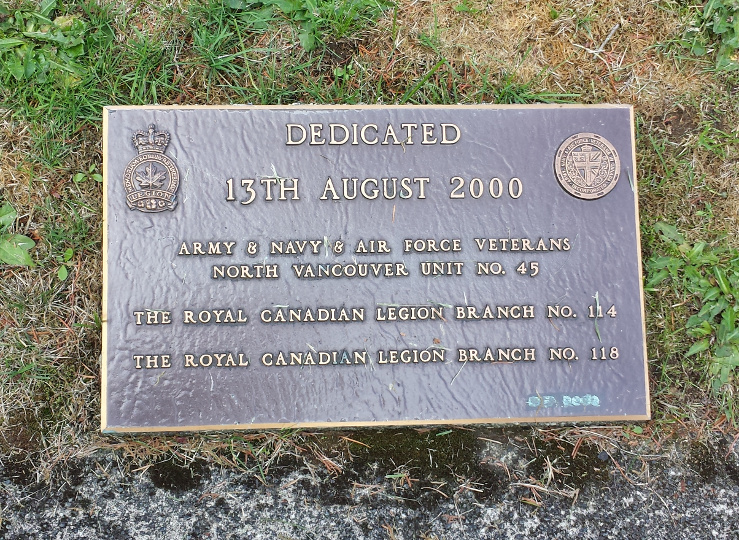 DEDICATED
13TH AUGUST 2000
ARMY & NAVY & AIR FORCE VETERANS
NORTH VANCOUVER UNIT NO. 45
THE ROYAL CANADIAN LEGION BRANCH NO. 114
THE ROYAL CANADIAN LEGION BRANCH NO. 118
LEGION